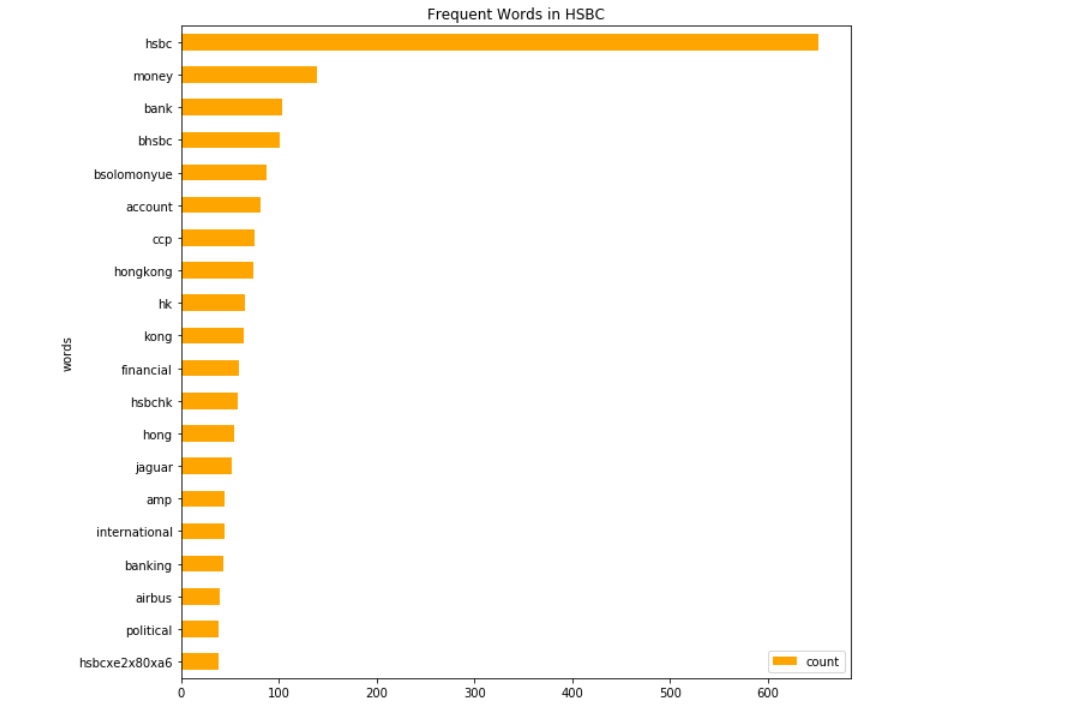 Frequent Words in HSBC
hsbc
money
bank
bhsbc
bsolomonyue
account
ccp
hongkong
hk
kong
words
financial
hsbchk
hong
jaguar
amp
international
banking
airbus
political
hsbcxe2x80xa6
count
0 100 200 300 400 500 600